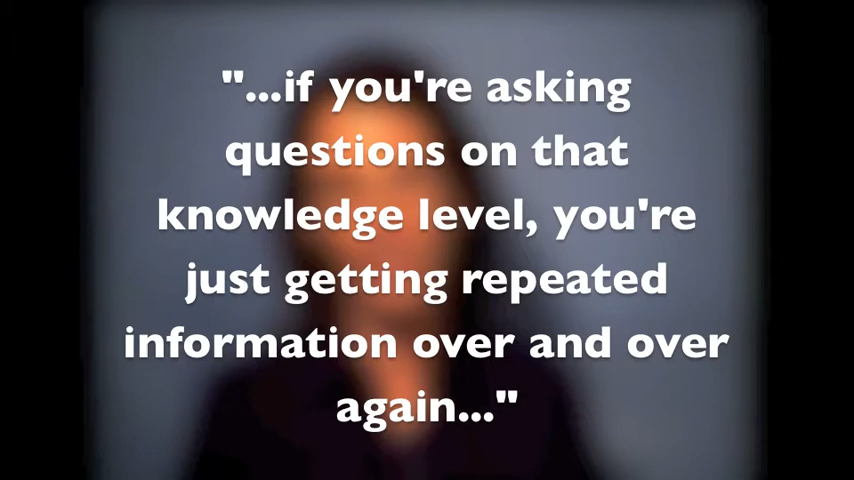 "...if you're asking
questions on that
knowledge level, you're
just getting repeated
information over and over
again..."